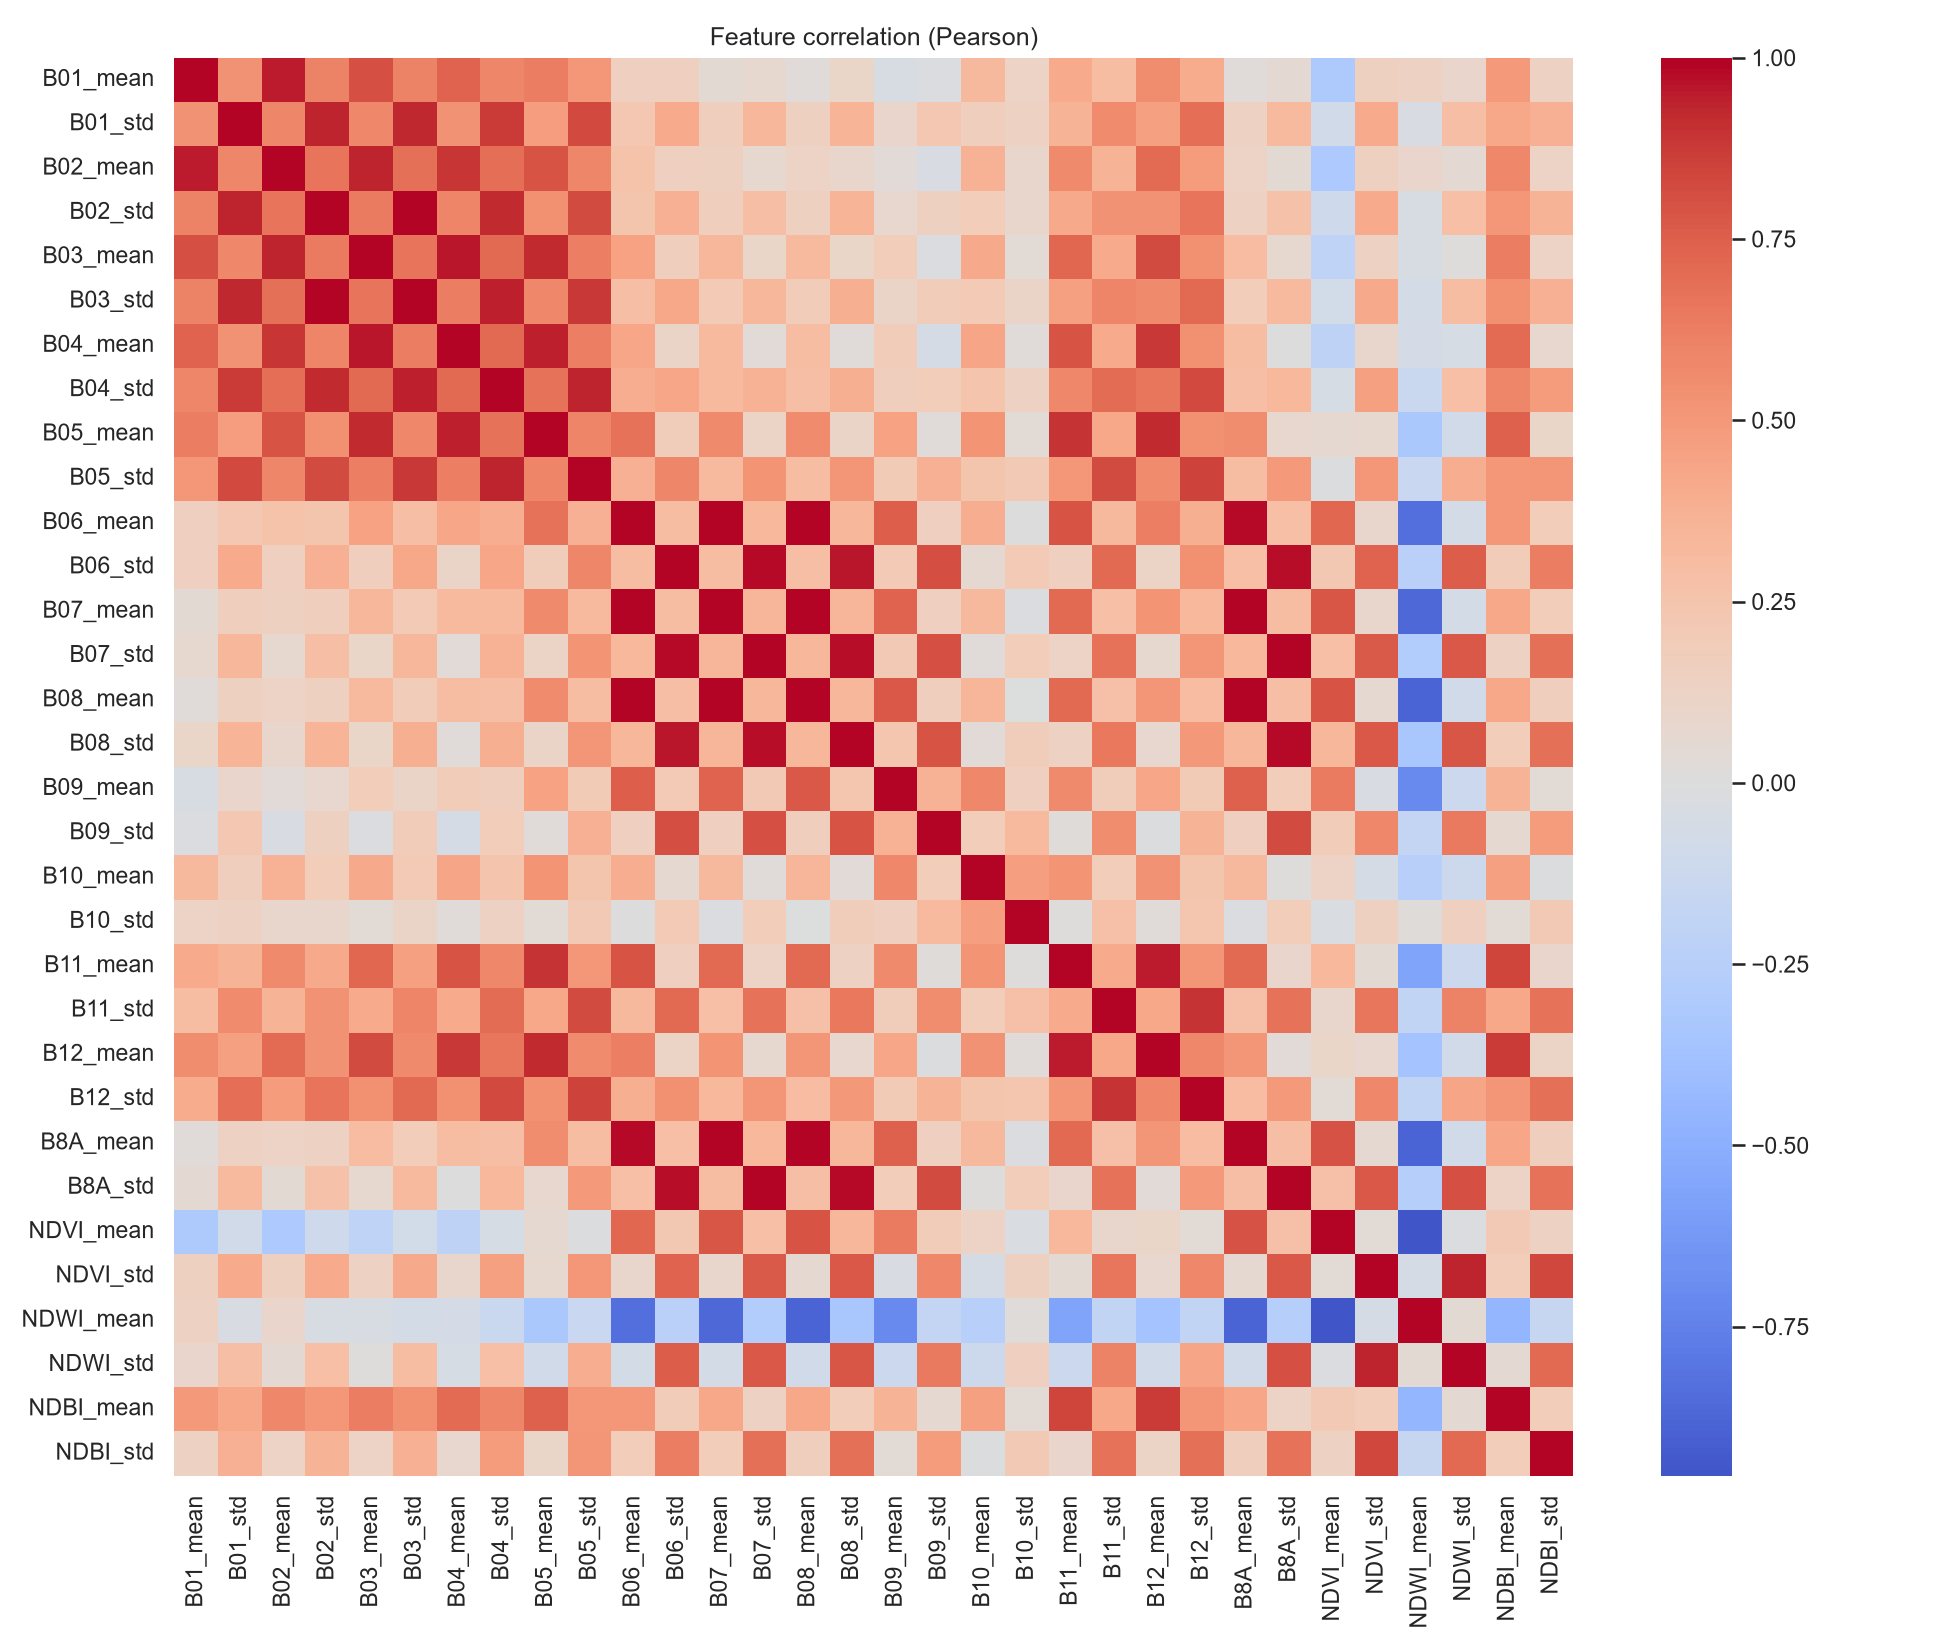 Feature correlation (Pearson)
B01_mean
B01_std
B02_mean
B02_std
B03_mean
B03_std
B04_mean
B04_std
B05_mean
B05_std
B06_mean
B06_std
B07_mean
B07_std
B08_mean
B08_std
B09_mean
B09_std
B10_mean
B10_std
B11_mean
B11_std
B12_mean
B12_std
B8A_mean
B8A_std
NDVI_mean
NDVI_std
NDWI_mean
NDWI_std
NDBI_mean
NDBI_std
B01_mean
B01_std
B02_mean
B02_std
B03_mean
B03_std
B04_mean
B04_std
B05_mean
B05_std
B06_mean
B06_std
B07_mean
B07_std
B08_mean
B08_std
B09_mean
B09_std
B10_mean
B10_std
B11_mean
B11_std
B12_mean
B12_std
B8A_mean
B8A_std
NDVI_mean
NDVI_std
NDWI_mean
NDWI_std
NDBI_mean
NDBI_std
1.00
0.75
0.50
0.25
0.00
−0.25
−0.50
−0.75